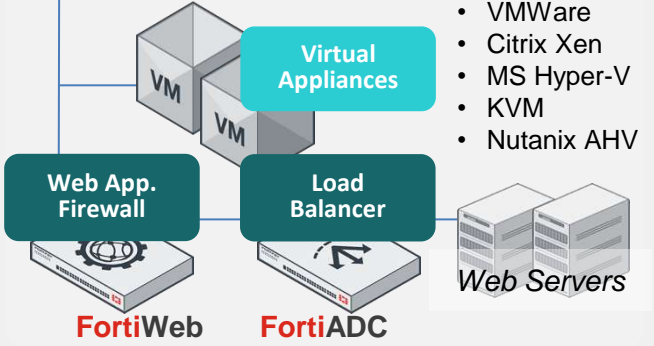 VM
VM
Virtual
Appliances
• VMWare
• Citrix Xen
• MS Hyper-V
• KVM
• Nutanix AHV
Web App.
Firewall
Load
Balancer
Web Servers
FortiWeb
FortiADC